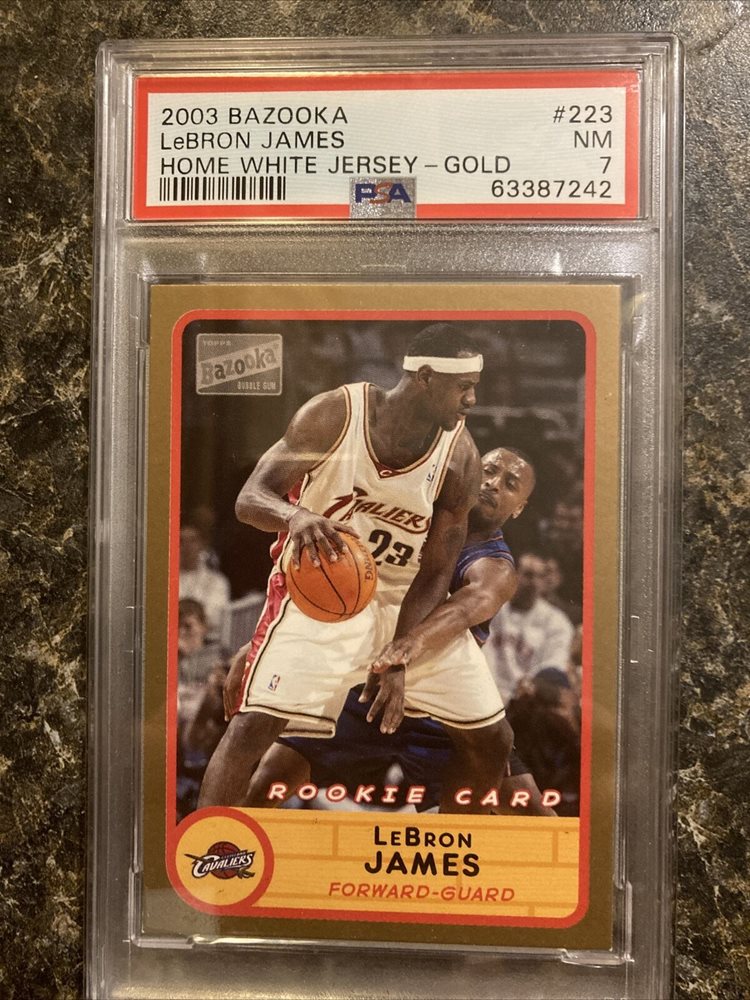 2003 BAZOOKA #223
LeBRON JAMES NM
HOME WHITE JERSEY – GOLD 7
PSA 63387242
TOPPS
Bazooka
BUBBLE GUM
CAVALIERS
23
ROOKIE CARD
CAVALIERS
LEBRON
JAMES
FORWARD-GUARD